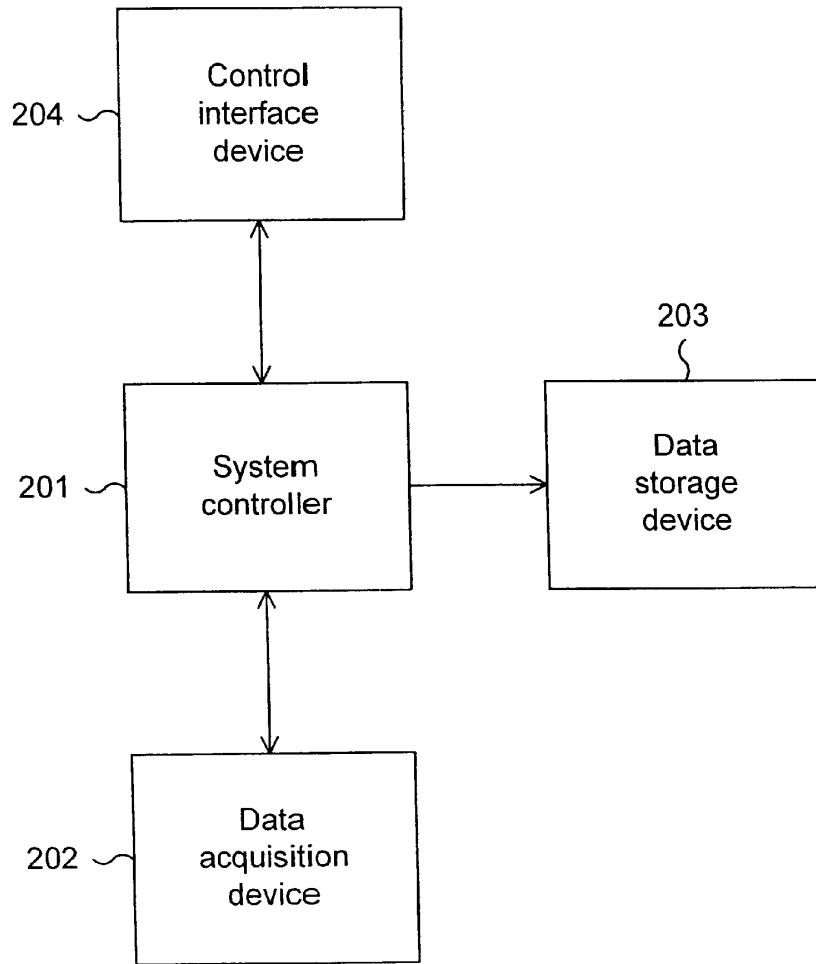 Control
interface
device
204
203
System
controller
201
Data
storage
device
Data
acquisition
device
202